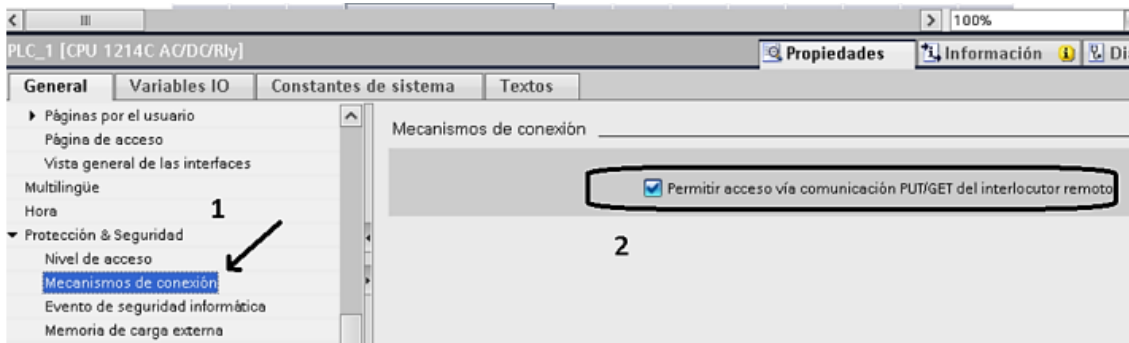 100%
PLC_1 [CPU 1214C AC/DC/Rly]
Propiedades
Información
General
Variables IO
Constantes de sistema
Textos
Páginas por el usuario
Página de acceso
Vista general de las interfaces
Multilingüe
Hora
Protección & Seguridad
Nivel de acceso
Mecanismos de conexión
Evento de seguridad informática
Memoria de carga externa
1
Mecanismos de conexión
Permitir acceso vía comunicación PUT/GET del interlocutor remoto
2